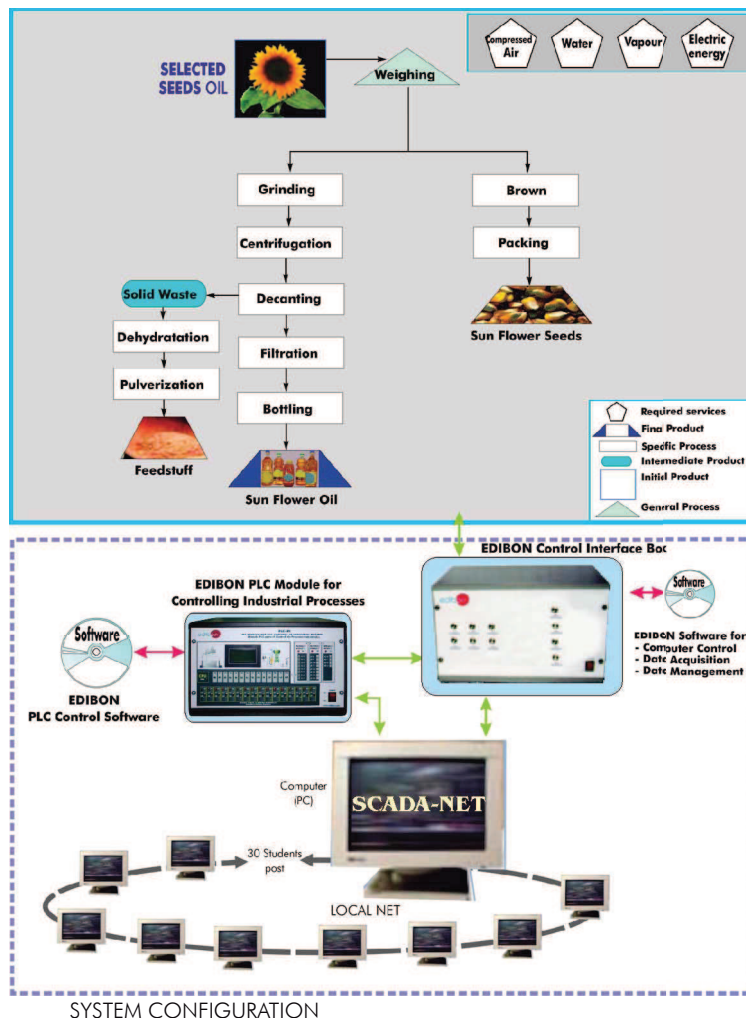 Compressed
Air
Water
Vapour
Electric
energy
SELECTED
SEEDS OIL
Weighing
Grinding
Brown
Centrifugation
Packing
Solid Waste
Decanting
Dehydratation
Filtration
Sun Flower Seeds
Pulverization
Bottling
Feedstuff
Sun Flower Oil
Required services
Fina Product
Specific Process
Intermediate Product
Initial Product
General Process
EDIBON Control Interface Box
EDIBON PLC Module for
Controlling Industrial Processes
Software
EDIBON
PLC Control Software
edibon
Software
EDIBON Software for:
- Computer Control
- Data Acquisition
- Data Management
Computer
(PC)
SCADA-NET
30 Students
post
LOCAL NET
SYSTEM CONFIGURATION